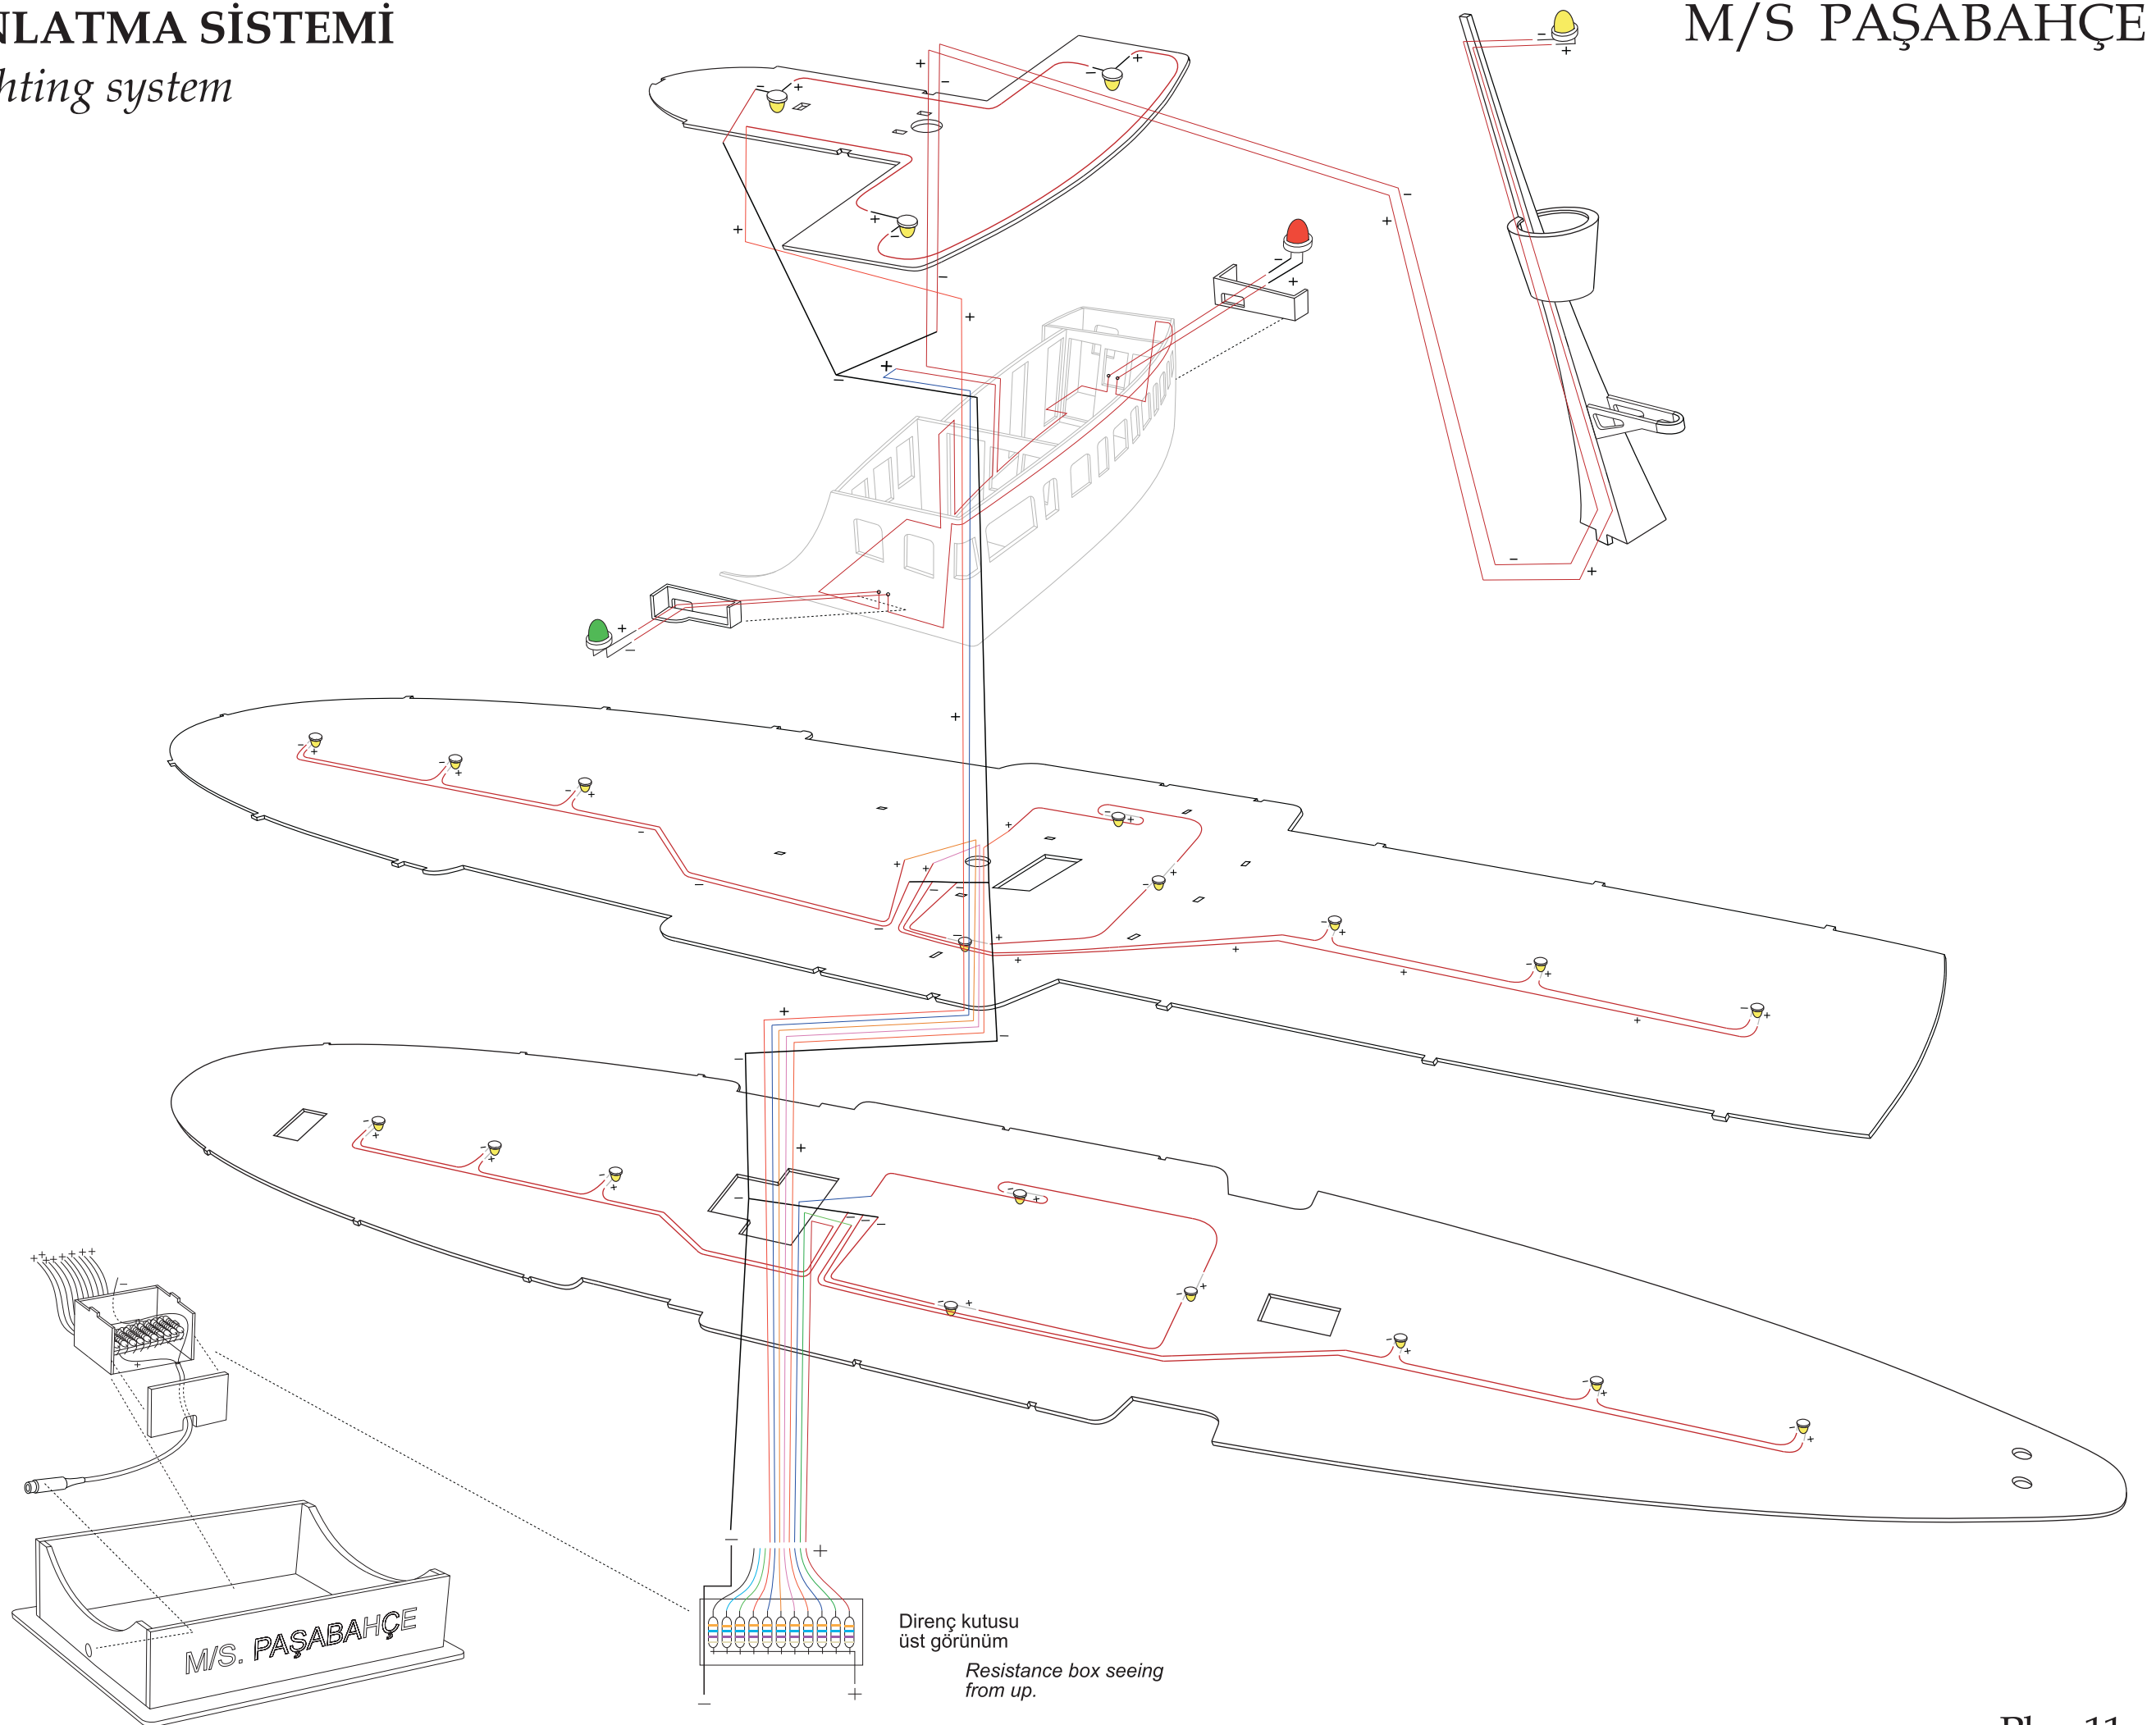 NLATMA SİSTEMİ
hting system
M/S PAŞABAHÇE
M/S. PAŞABAHÇE
Direnç kutusu
üst görünüm
Resistance box seeing
from up.